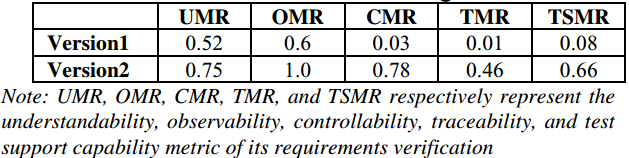 UMR OMR CMR TMR TSMR
Version1 0.52 0.6 0.03 0.01 0.08
Version2 0.75 1.0 0.78 0.46 0.66
Note: UMR, OMR, CMR, TMR, and TSMR respectively represent the
understandability, observability, controllability, traceability, and test
support capability metric of its requirements verification